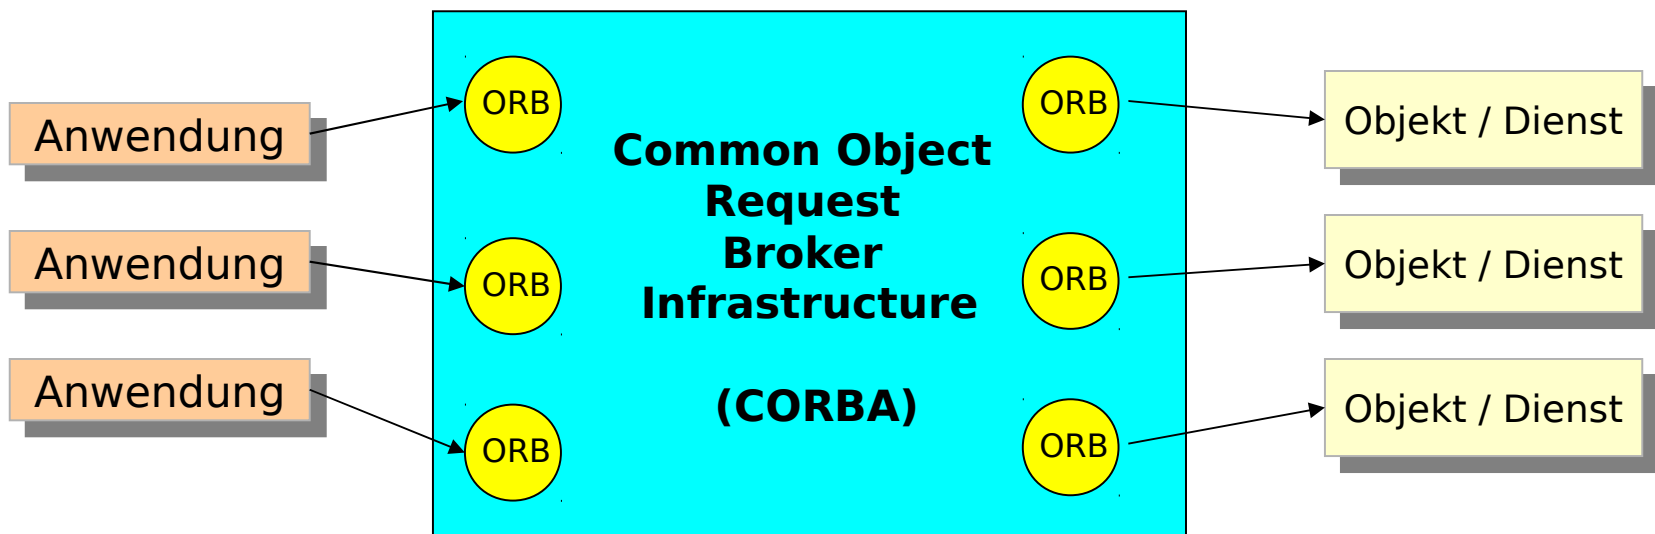 Anwendung
Anwendung
Anwendung
ORB
ORB
ORB
Common Object
Request
Broker
Infrastructure
(CORBA)
ORB
ORB
ORB
Objekt / Dienst
Objekt / Dienst
Objekt / Dienst